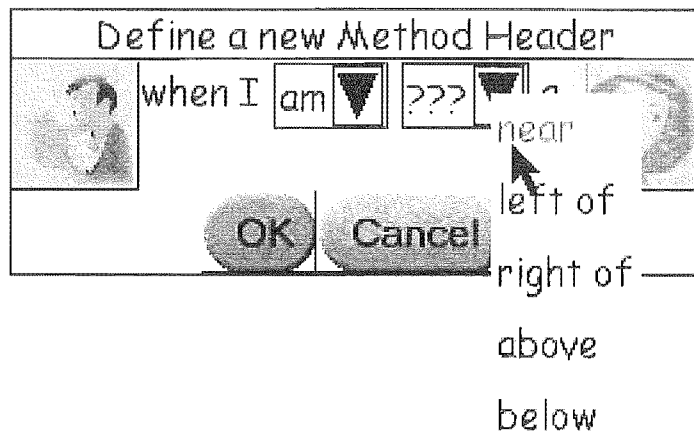 Define a new Method Header
when I am ??? a
near
left of
OK Cancel
right of
above
below